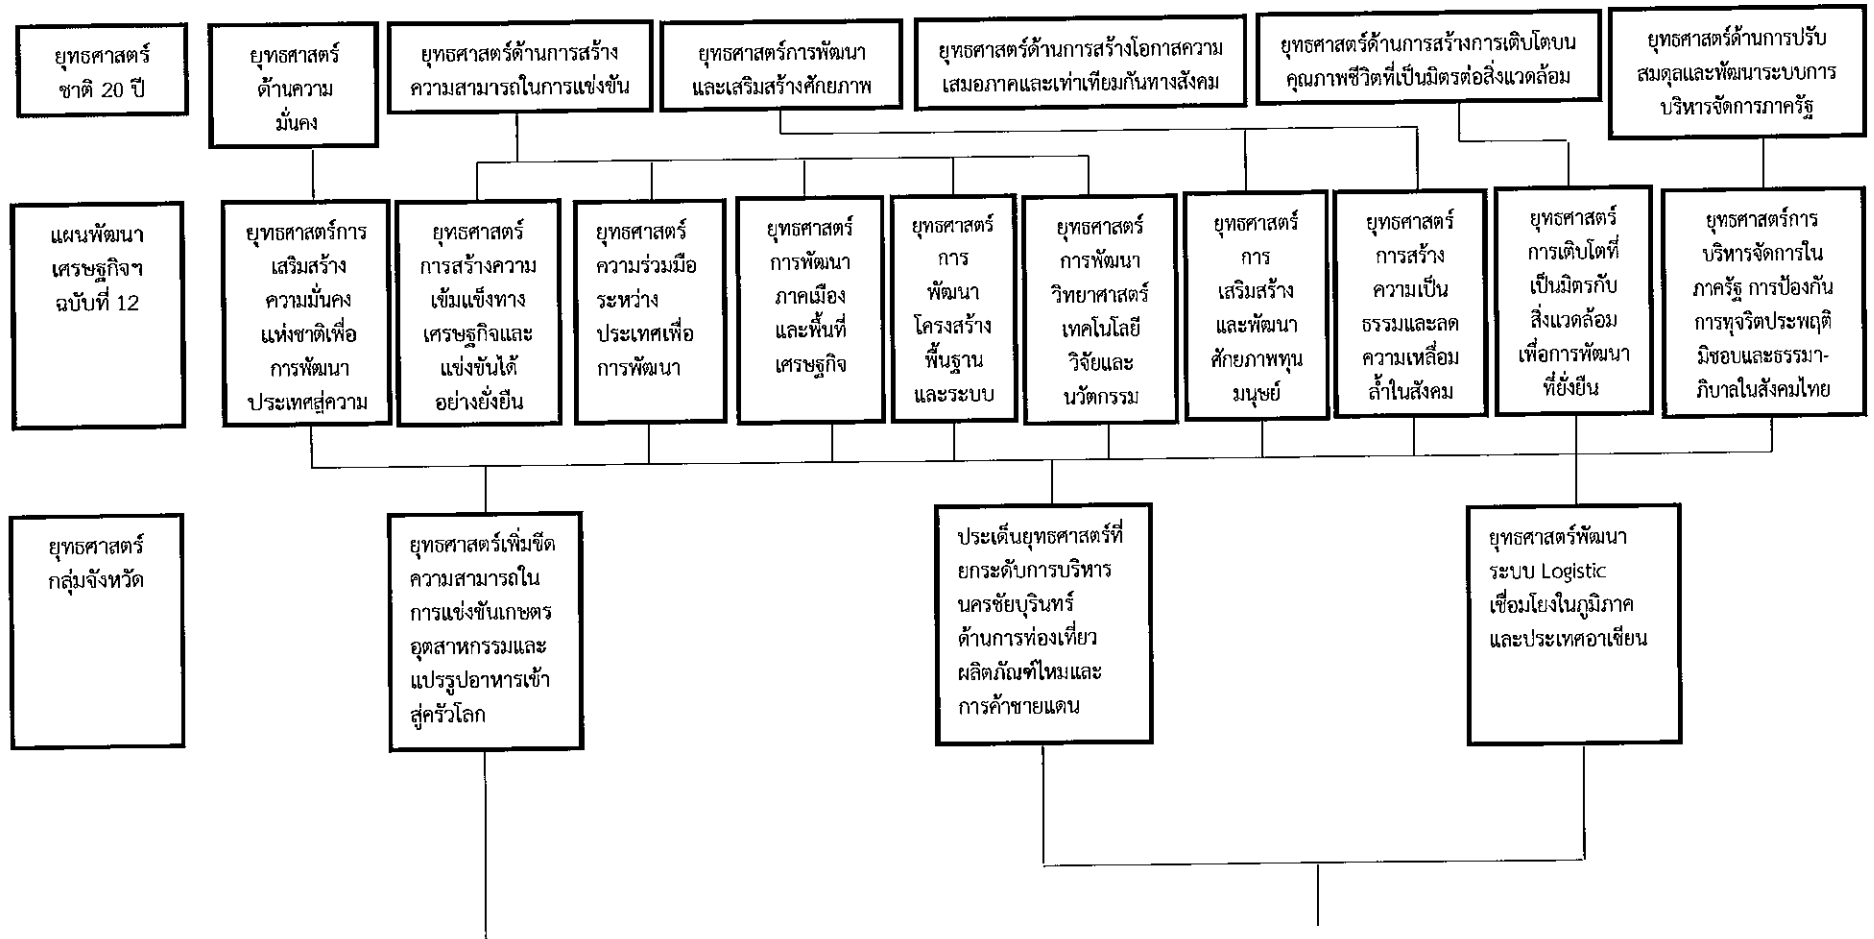 ยุทธศาสตร์
ชาติ 20 ปี
ยุทธศาสตร์
ด้านความ
มั่นคง
ยุทธศาสตร์ด้านการสร้าง
ความสามารถในการแข่งขัน
ยุทธศาสตร์การพัฒนา
และเสริมสร้างศักยภาพ
ยุทธศาสตร์ด้านการสร้างโอกาสความ
เสมอภาคและเท่าเทียมกันทางสังคม
ยุทธศาสตร์ด้านการสร้างการเติบโตบน
คุณภาพชีวิตที่เป็นมิตรต่อสิ่งแวดล้อม
ยุทธศาสตร์ด้านการปรับ
สมดุลและพัฒนาระบบการ
บริหารจัดการภาครัฐ
แผนพัฒนา
เศรษฐกิจฯ
ฉบับที่ 12
ยุทธศาสตร์การ
เสริมสร้าง
ความมั่นคง
แห่งชาติเพื่อ
การพัฒนา
ประเทศสู่ความ
ยุทธศาสตร์
การสร้างความ
เข้มแข็งทาง
เศรษฐกิจและ
แข่งขันได้
อย่างยั่งยืน
ยุทธศาสตร์
ความร่วมมือ
ระหว่าง
ประเทศเพื่อ
การพัฒนา
ยุทธศาสตร์
การพัฒนา
ภาคเมือง
และพื้นที่
เศรษฐกิจ
ยุทธศาสตร์
การ
พัฒนา
โครงสร้าง
พื้นฐาน
และระบบ
ยุทธศาสตร์
การพัฒนา
วิทยาศาสตร์
เทคโนโลยี
วิจัยและ
นวัตกรรม
ยุทธศาสตร์
การ
เสริมสร้าง
และพัฒนา
ศักยภาพทุน
มนุษย์
ยุทธศาสตร์
การสร้าง
ความเป็น
ธรรมและลด
ความเหลื่อม
ล้ำในสังคม
ยุทธศาสตร์
การเติบโตที่
เป็นมิตรกับ
สิ่งแวดล้อม
เพื่อการพัฒนา
ที่ยั่งยืน
ยุทธศาสตร์การ
บริหารจัดการใน
ภาครัฐ การป้องกัน
การทุจริตประพฤติ
มิชอบและธรรมา-
ภิบาลในสังคมไทย
ยุทธศาสตร์
กลุ่มจังหวัด
ยุทธศาสตร์เพิ่มขีด
ความสามารถใน
การแข่งขันเกษตร
อุตสาหกรรมและ
แปรรูปอาหารเข้า
สู่ครัวโลก
ประเด็นยุทธศาสตร์ที่
ยกระดับการบริหาร
นครชัยบุรินทร์
ด้านการท่องเที่ยว
ผลิตภัณฑ์ไหมและ
การค้าชายแดน
ยุทธศาสตร์พัฒนา
ระบบ Logistic
เชื่อมโยงในภูมิภาค
และประเทศอาเซียน